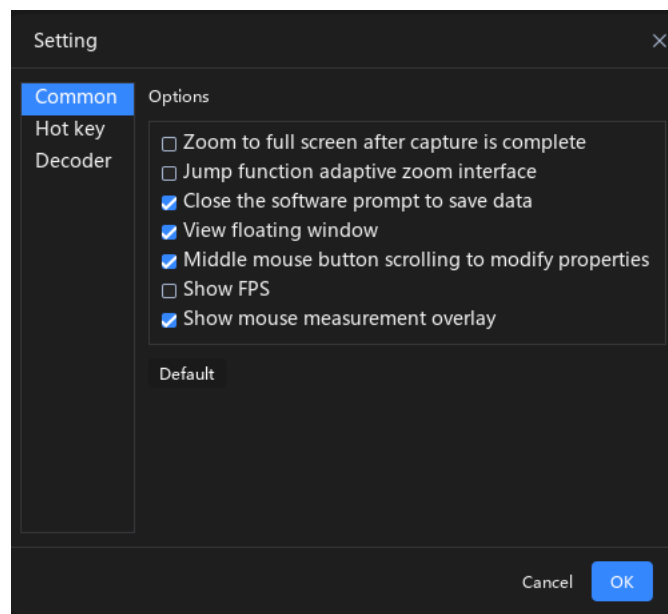 Setting
Common
Hot key
Decoder
Options
Zoom to full screen after capture is complete
Jump function adaptive zoom interface
Close the software prompt to save data
View floating window
Middle mouse button scrolling to modify properties
Show FPS
Show mouse measurement overlay
Default
Cancel
OK